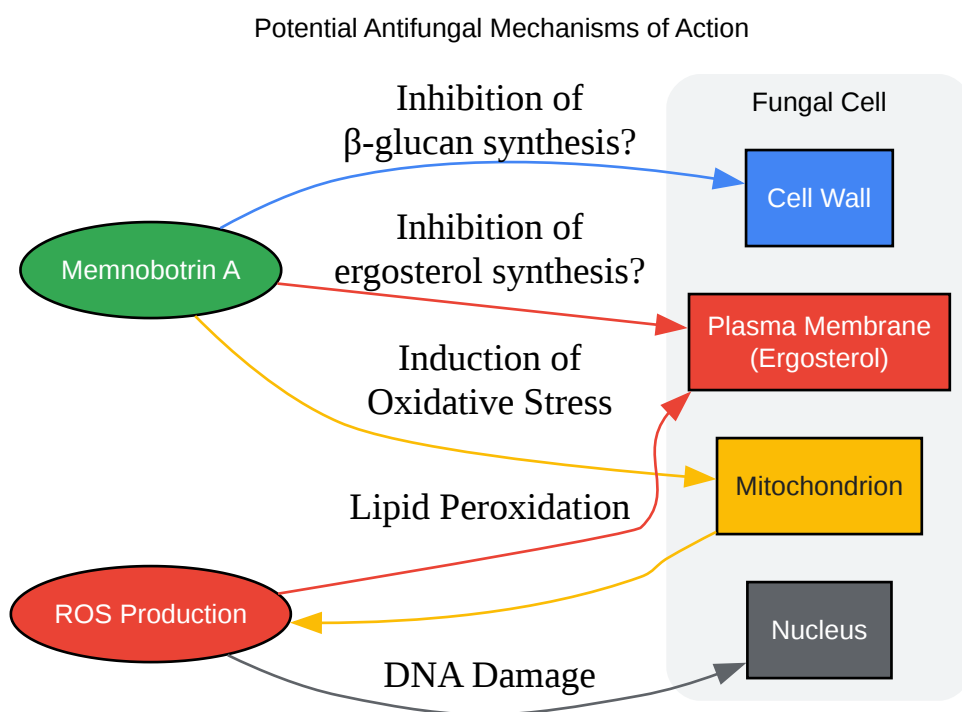 Potential Antifungal Mechanisms of Action
Fungal Cell
Inhibition of
β-glucan synthesis?
Cell Wall
Memnobotrin A
Inhibition of
ergosterol synthesis?
Plasma Membrane
(Ergosterol)
Induction of
Oxidative Stress
Mitochondrion
Lipid Peroxidation
ROS Production
Nucleus
DNA Damage